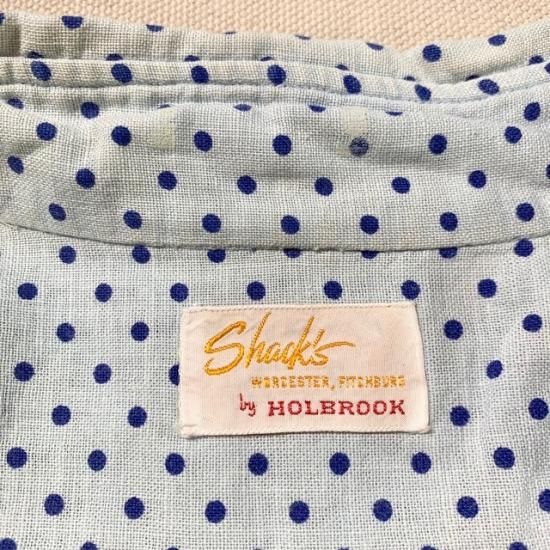 Shack's
WORCESTER, FITCHBURG
by HOLBROOK